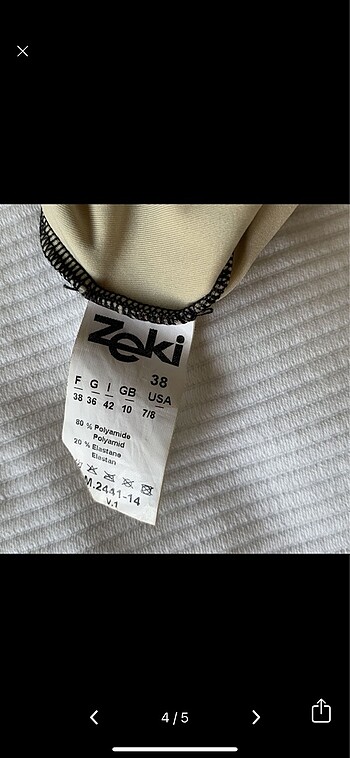 Zeki
38
F G I GB USA
38 36 42 10 7/8
80 % Polyamide
Polyamid
20 % Elastane
Elastan
M.2441-14
V.1
4 / 5